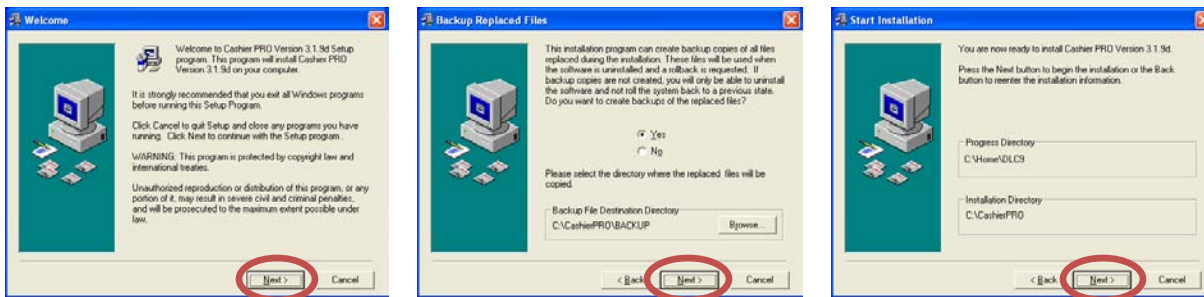 Welcome
Welcome to Cashier PRO Version 3.1.9d Setup
program. This program will install Cashier PRO
Version 3.1.9d on your computer.
It is strongly recommended that you exit all Windows programs
before running this Setup Program.
Click Cancel to quit Setup and close any programs you have
running. Click Next to continue with the Setup program .
WARNING: This program is protected by copyright law and
international treaties.
Unauthorized reproduction or distribution of this program, or any
portion of it, may result in severe civil and criminal penalties,
and will be prosecuted to the maximum extent possible under
law.
Next >
Cancel
Backup Replaced Files
This installation program can create backup copies of all files
replaced during the installation. These files will be used when
the software is uninstalled and a rollback is requested. If
backup copies are not created, you will only be able to uninstall
the software and not roll the system back to a previous state.
Do you want to create backups of the replaced files?
Yes
No
Please select the directory where the replaced files will be
copied.
Backup File Destination Directory
C:\CashierPRO\BACKUP
Browse...
< Back
Next >
Cancel
Start Installation
You are now ready to install Cashier PRO Version 3.1.9d.
Press the Next button to begin the installation or the Back
button to reenter the installation information.
Progress Directory
C:\Home\DLC9
Installation Directory
C:\CashierPRO
< Back
Next >
Cancel